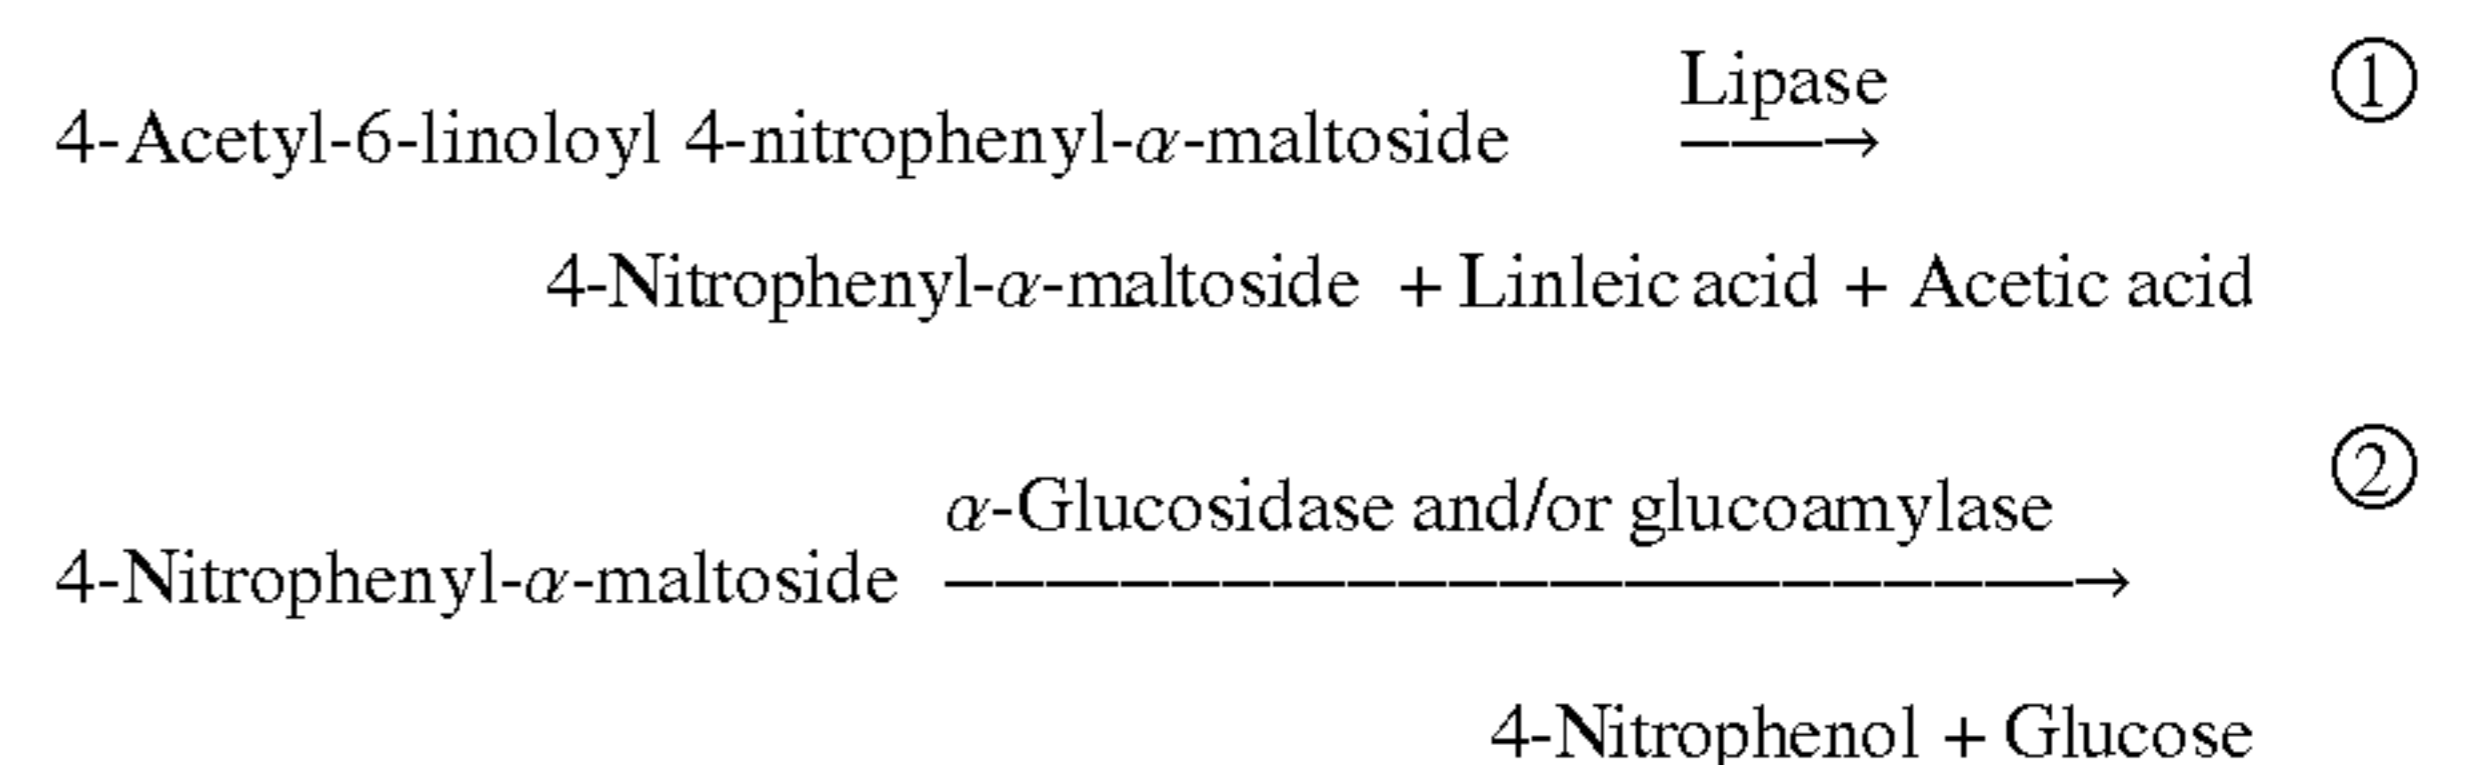 Lipase ①
4-Acetyl-6-linoloyl 4-nitrophenyl-α-maltoside ———→
4-Nitrophenyl-α-maltoside + Linleic acid + Acetic acid
②
α-Glucosidase and/or glucoamylase
4-Nitrophenyl-α-maltoside ————————————→
4-Nitrophenol + Glucose